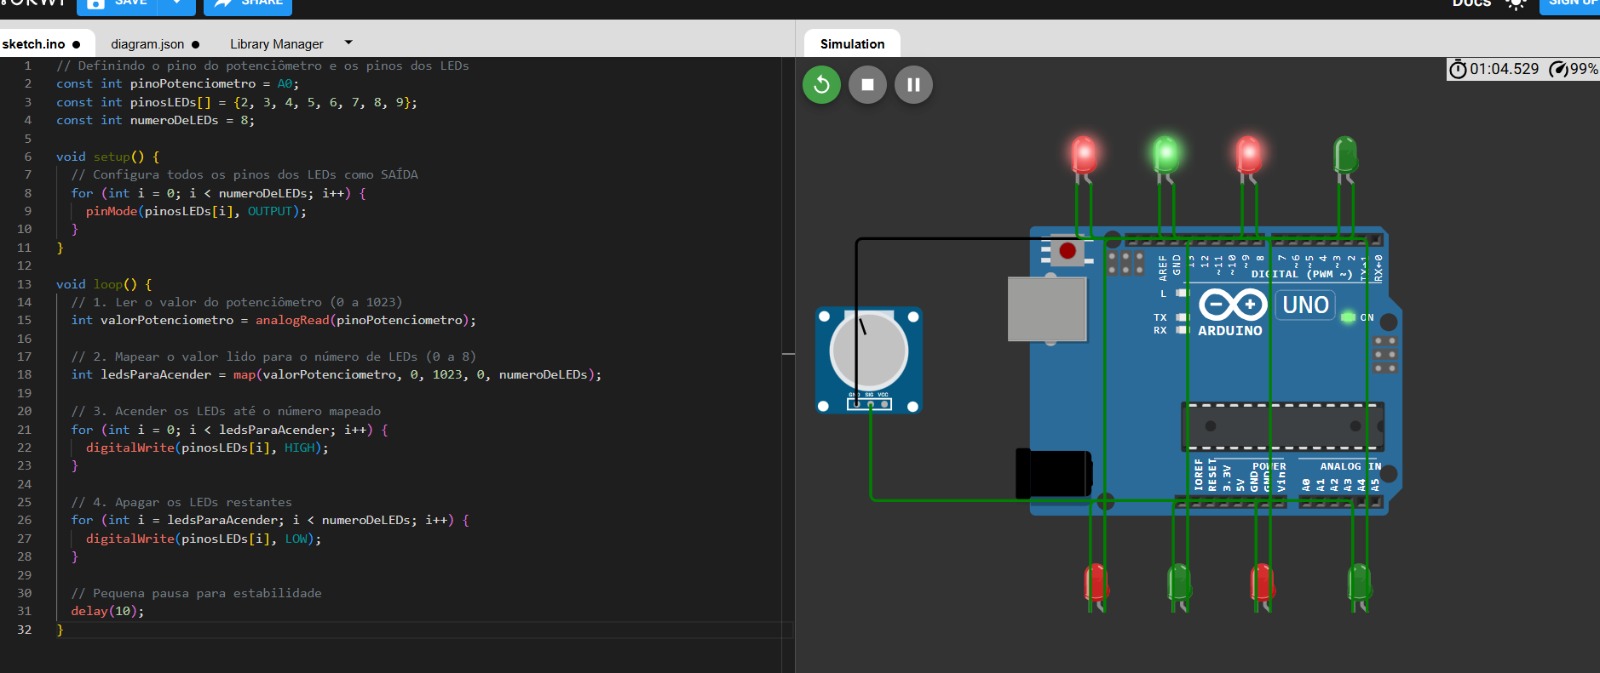 SAVE
SHARE
Docs
SIGN UP
sketch.ino ●
diagram.json ●
Library Manager
Simulation
1 // Definindo o pino do potenciômetro e os pinos dos LEDs
2 const int pinoPotenciometro = A0;
3 const int pinosLEDs[] = {2, 3, 4, 5, 6, 7, 8, 9};
4 const int numeroDeLEDs = 8;
5
6 void setup() {
7 // Configura todos os pinos dos LEDs como SAÍDA
8 for (int i = 0; i < numeroDeLEDs; i++) {
9 pinMode(pinosLEDs[i], OUTPUT);
10 }
11 }
12
13 void loop() {
14 // 1. Ler o valor do potenciômetro (0 a 1023)
15 int valorPotenciometro = analogRead(pinoPotenciometro);
16
17 // 2. Mapear o valor lido para o número de LEDs (0 a 8)
18 int ledsParaAcender = map(valorPotenciometro, 0, 1023, 0, numeroDeLEDs);
19
20 // 3. Acender os LEDs até o número mapeado
21 for (int i = 0; i < ledsParaAcender; i++) {
22 digitalWrite(pinosLEDs[i], HIGH);
23 }
24
25 // 4. Apagar os LEDs restantes
26 for (int i = ledsParaAcender; i < numeroDeLEDs; i++) {
27 digitalWrite(pinosLEDs[i], LOW);
28 }
29
30 // Pequena pausa para estabilidade
31 delay(10);
32 }
01:04.529 99%
AREF GND 13 12 ~11 ~10 ~9 8 7 ~6 ~5 4 ~3 2 TX→1 RX←0
DIGITAL (PWM ~)
L
TX
RX
UNO
ON
ARDUINO
GND SIG VCC
POWER
ANALOG IN
IOREF RESET 3.3V 5V GND GND Vin A0 A1 A2 A3 A4 A5